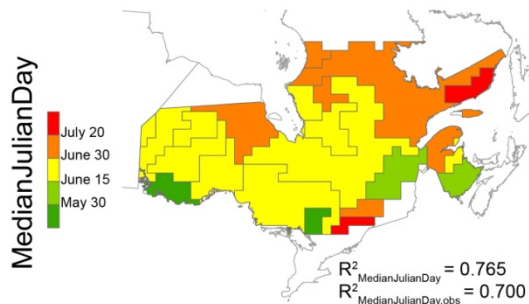 MedianJulianDay
July 20
June 30
June 15
May 30
R2MedianJulianDay = 0.765
R2MedianJulianDay.obs = 0.700